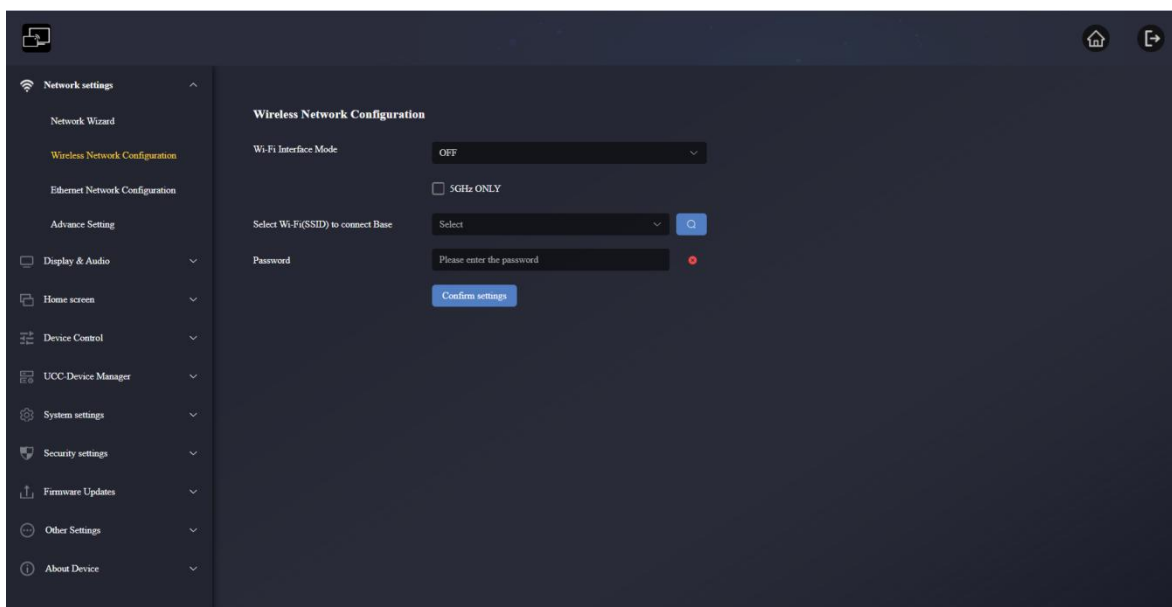 Network settings
Network Wizard
Wireless Network Configuration
Ethernet Network Configuration
Advance Setting
Display & Audio
Home screen
Device Control
UCC-Device Manager
System settings
Security settings
Firmware Updates
Other Settings
About Device
Wireless Network Configuration
Wi-Fi Interface Mode
OFF
5GHz ONLY
Select Wi-Fi(SSID) to connect Base
Select
Password
Please enter the password
Confirm settings